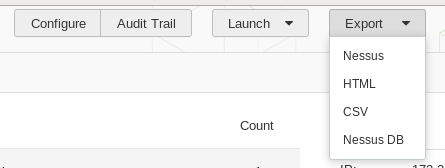 Configure Audit Trail Launch Export
Nessus
HTML
CSV
Count
Nessus DB